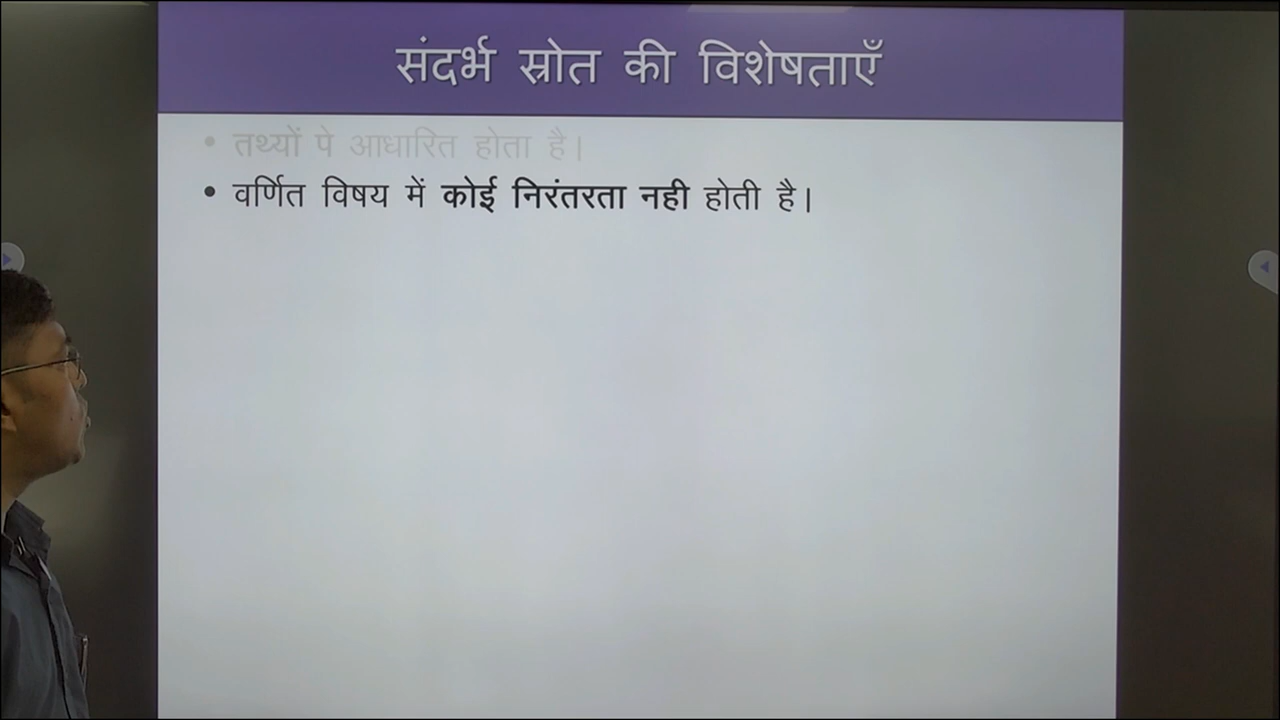 संदर्भ स्रोत की विशेषताएँ
• तथ्यों पे आधारित होता है।
• वर्णित विषय में कोई निरंतरता नही होती है।